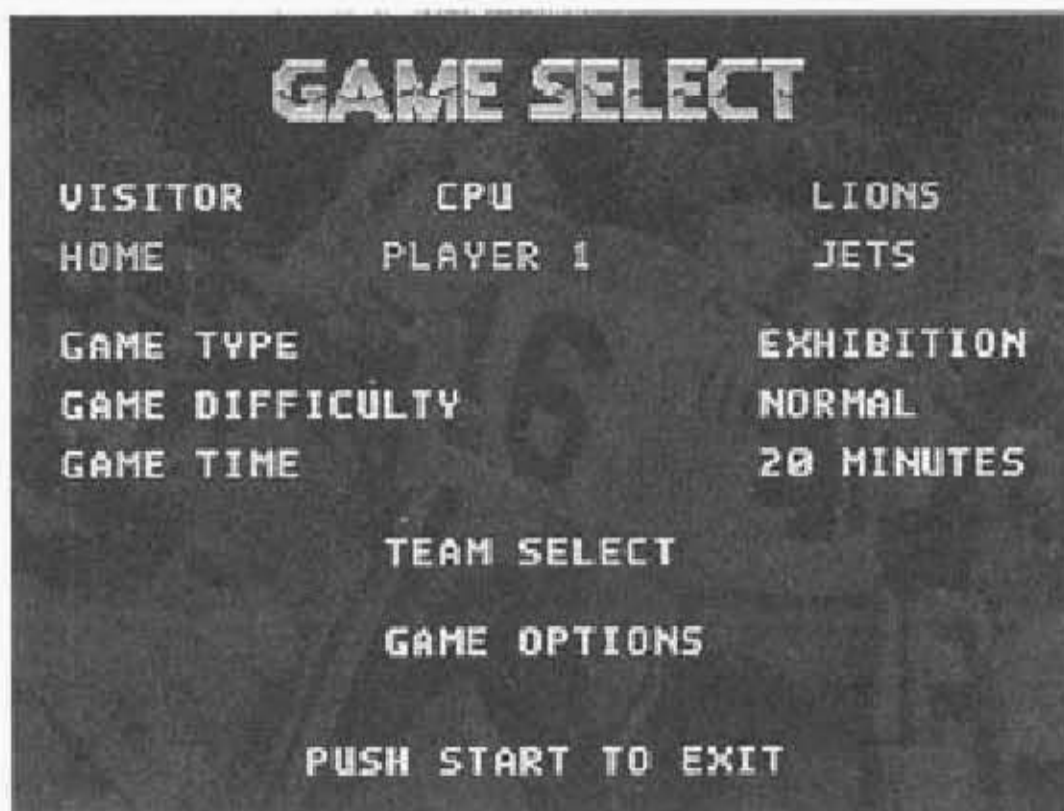 GAME SELECT
VISITOR CPU LIONS
HOME PLAYER 1 JETS
GAME TYPE EXHIBITION
GAME DIFFICULTY NORMAL
GAME TIME 20 MINUTES
TEAM SELECT
GAME OPTIONS
PUSH START TO EXIT